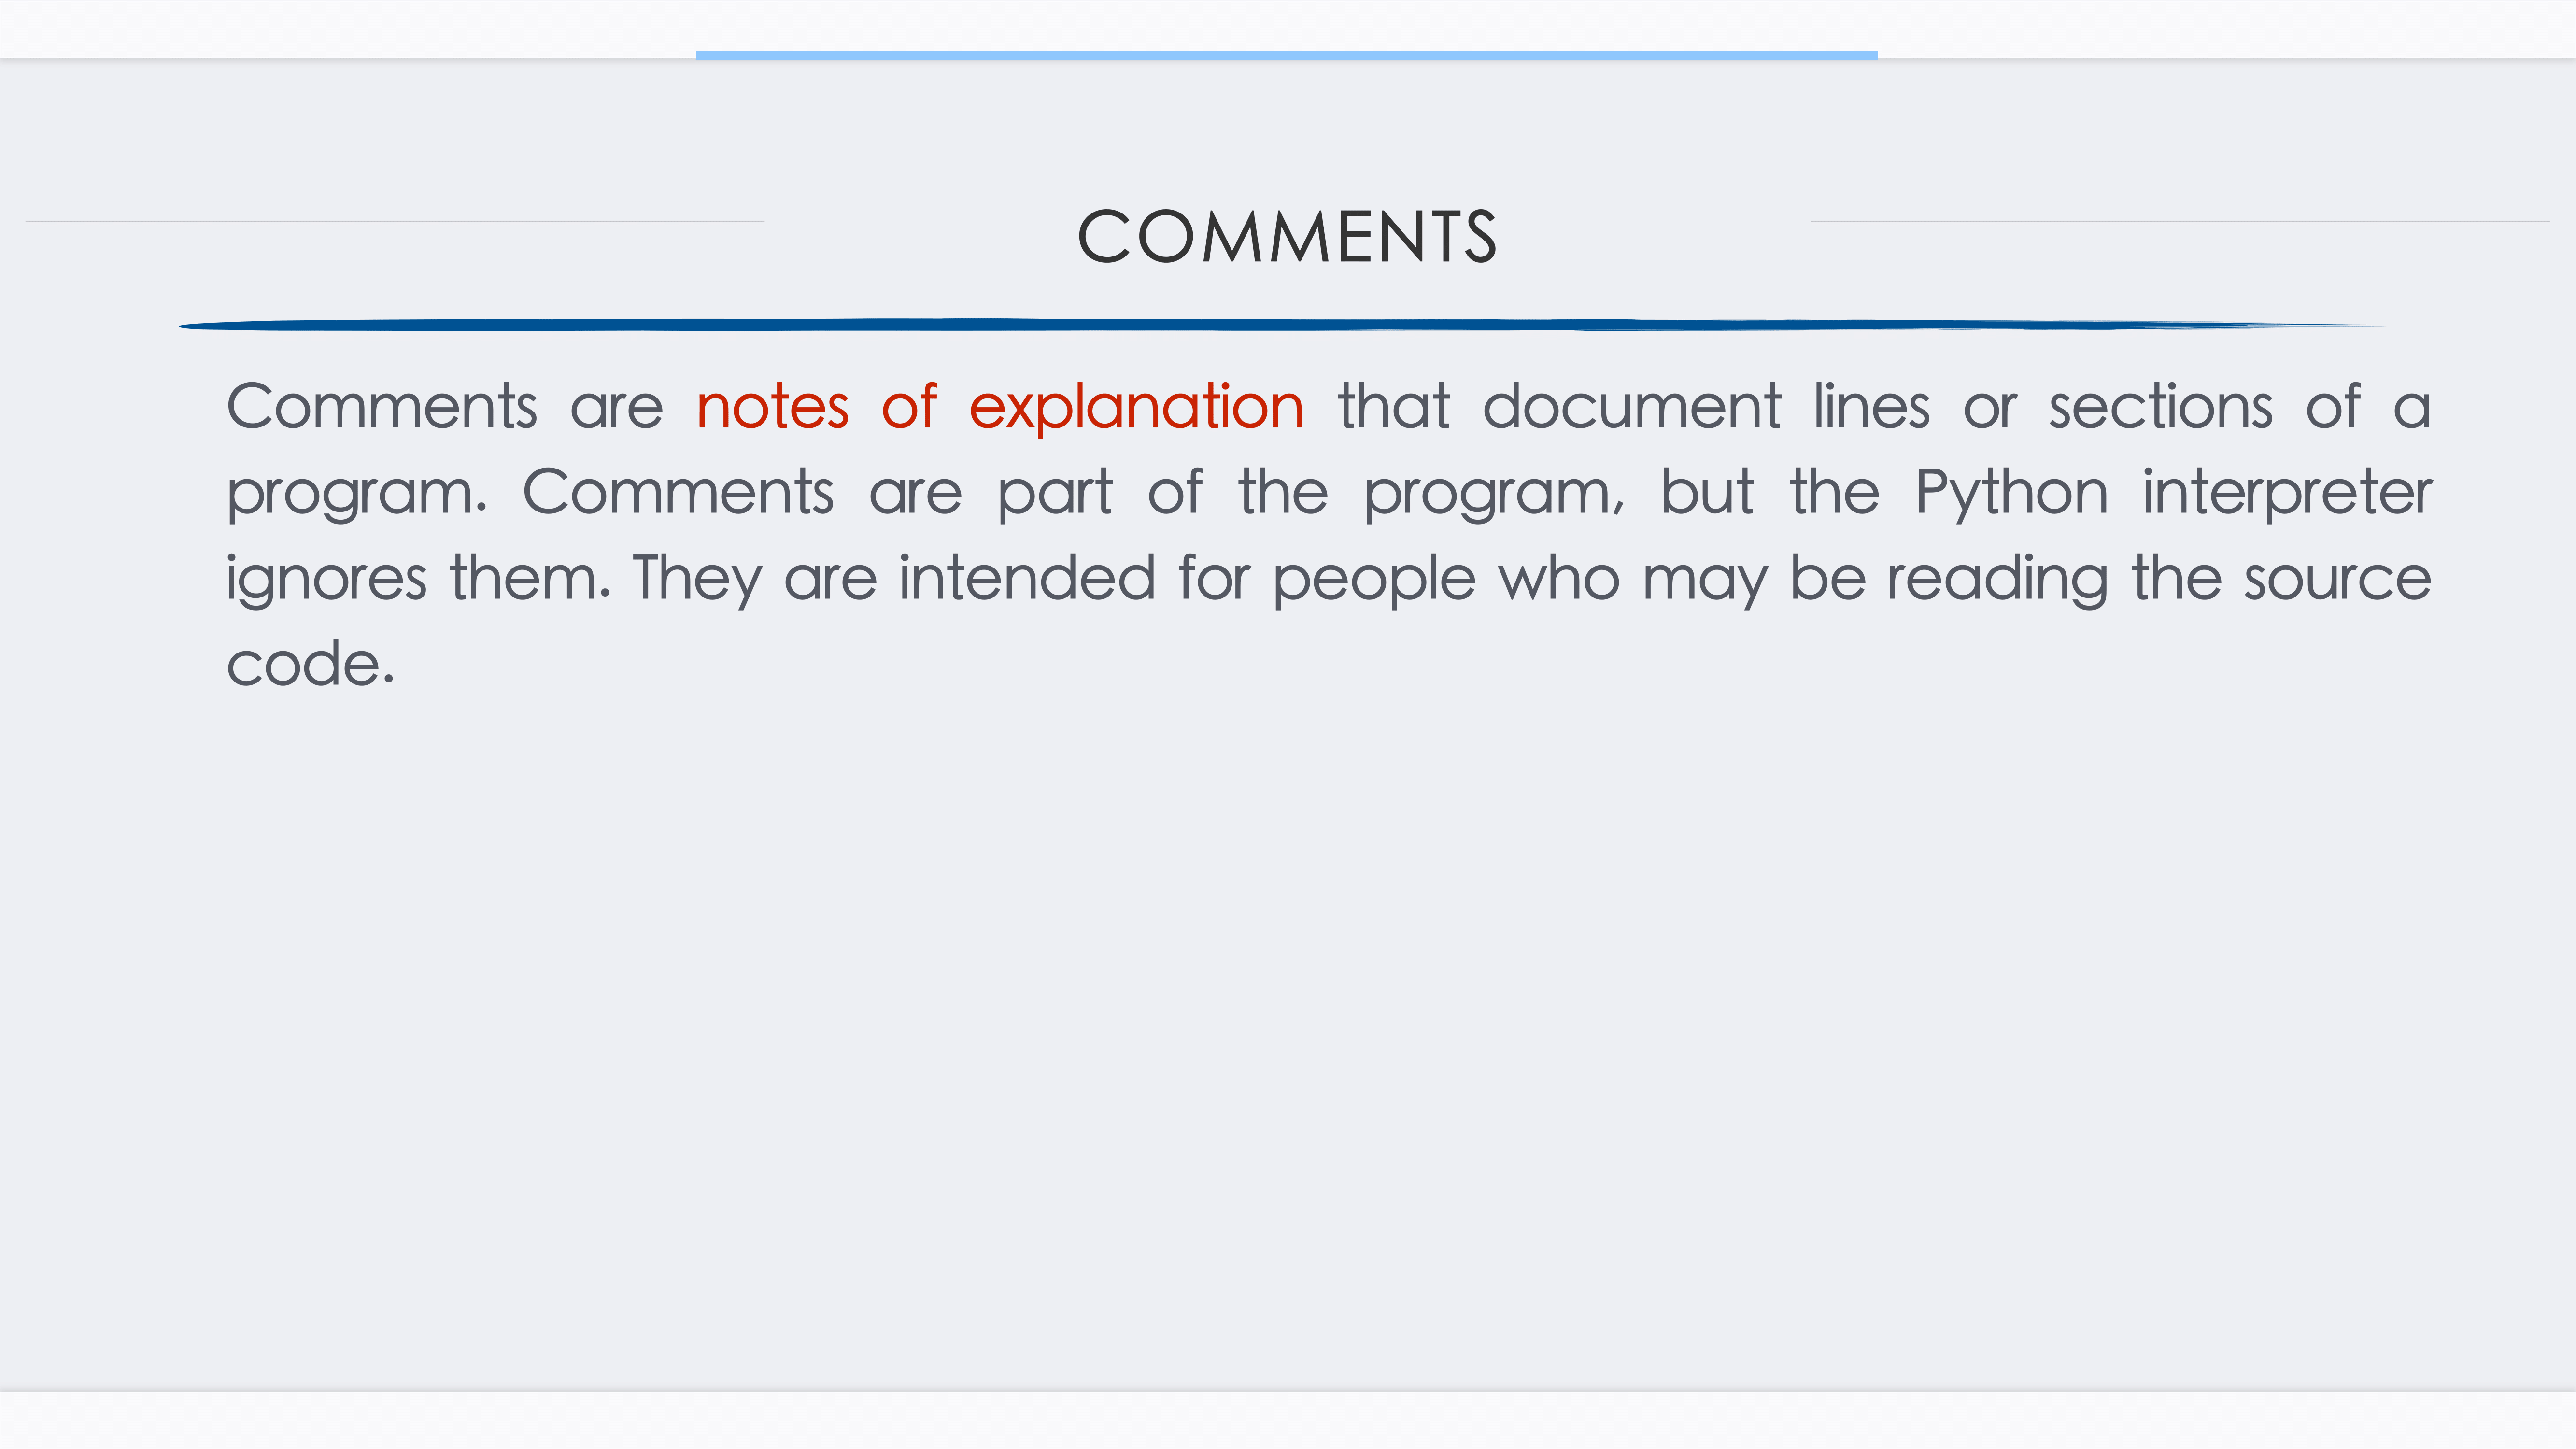 COMMENTS
Comments are notes of explanation that document lines or sections of a
program. Comments are part of the program, but the Python interpreter
ignores them. They are intended for people who may be reading the source
code.